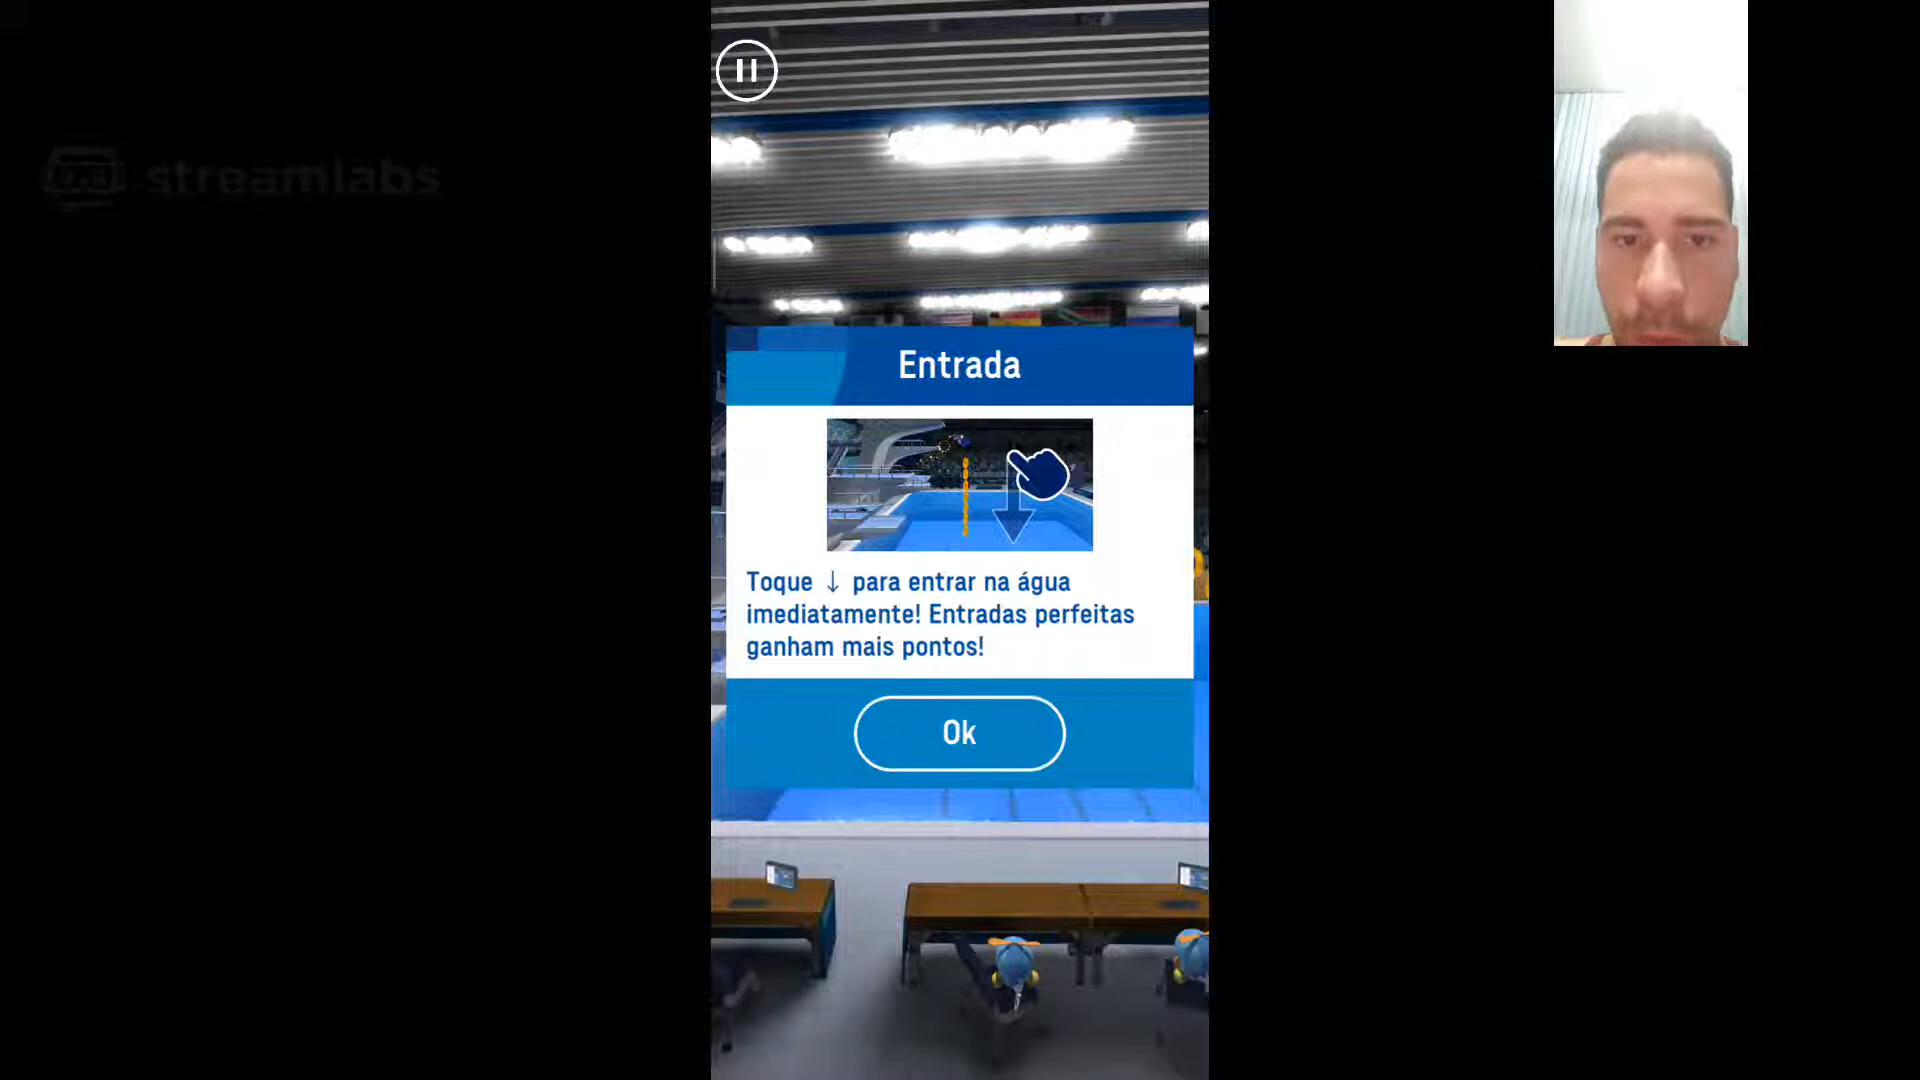 streamlabs
Entrada
Toque ↓ para entrar na água
imediatamente! Entradas perfeitas
ganham mais pontos!
Ok